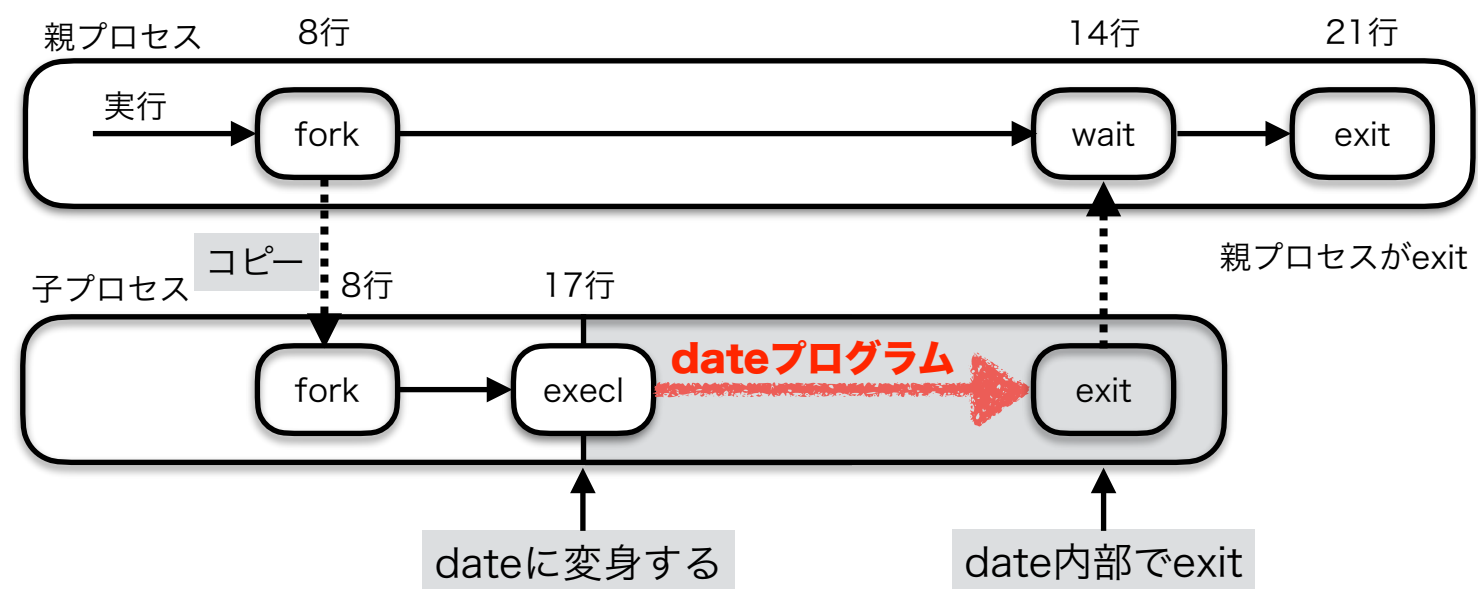 親プロセス 8行 14行 21行
実行
fork wait exit
コピー
親プロセスがexit
子プロセス 8行 17行
dateプログラム
fork execl exit
dateに変身する date内部でexit